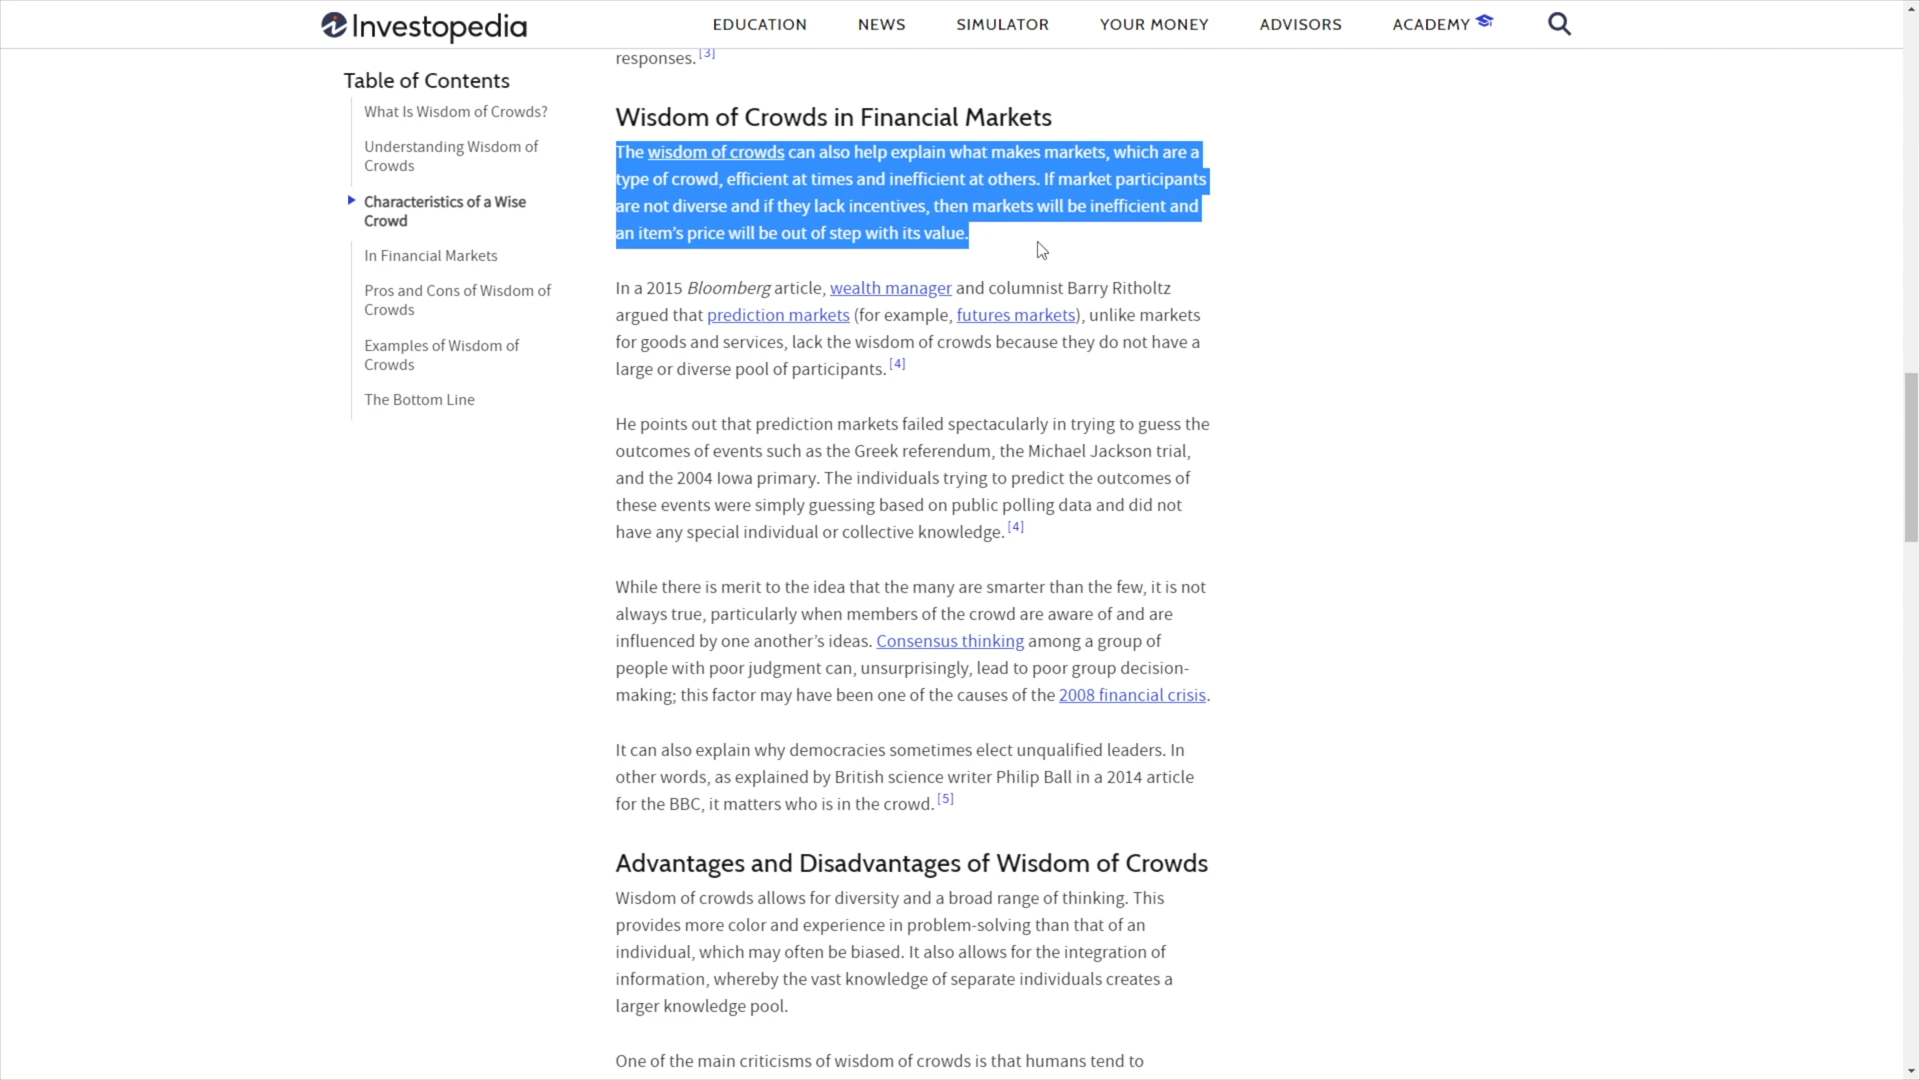 Investopedia
EDUCATION NEWS SIMULATOR YOUR MONEY ADVISORS ACADEMY
Table of Contents
What Is Wisdom of Crowds?
Understanding Wisdom of
Crowds
Characteristics of a Wise
Crowd
In Financial Markets
Pros and Cons of Wisdom of
Crowds
Examples of Wisdom of
Crowds
The Bottom Line
responses. [3]
Wisdom of Crowds in Financial Markets
The wisdom of crowds can also help explain what makes markets, which are a
type of crowd, efficient at times and inefficient at others. If market participants
are not diverse and if they lack incentives, then markets will be inefficient and
an item’s price will be out of step with its value.
In a 2015 Bloomberg article, wealth manager and columnist Barry Ritholtz
argued that prediction markets (for example, futures markets), unlike markets
for goods and services, lack the wisdom of crowds because they do not have a
large or diverse pool of participants. [4]
He points out that prediction markets failed spectacularly in trying to guess the
outcomes of events such as the Greek referendum, the Michael Jackson trial,
and the 2004 Iowa primary. The individuals trying to predict the outcomes of
these events were simply guessing based on public polling data and did not
have any special individual or collective knowledge. [4]
While there is merit to the idea that the many are smarter than the few, it is not
always true, particularly when members of the crowd are aware of and are
influenced by one another’s ideas. Consensus thinking among a group of
people with poor judgment can, unsurprisingly, lead to poor group decision-
making; this factor may have been one of the causes of the 2008 financial crisis.
It can also explain why democracies sometimes elect unqualified leaders. In
other words, as explained by British science writer Philip Ball in a 2014 article
for the BBC, it matters who is in the crowd. [5]
Advantages and Disadvantages of Wisdom of Crowds
Wisdom of crowds allows for diversity and a broad range of thinking. This
provides more color and experience in problem-solving than that of an
individual, which may often be biased. It also allows for the integration of
information, whereby the vast knowledge of separate individuals creates a
larger knowledge pool.
One of the main criticisms of wisdom of crowds is that humans tend to